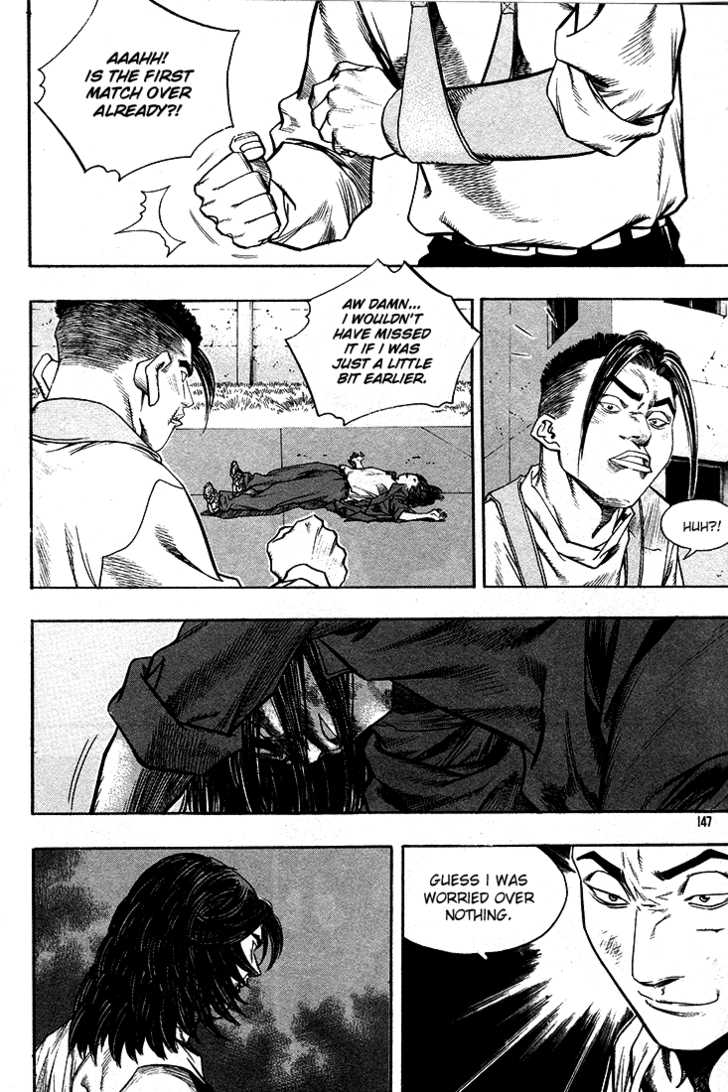 AAAHH!
IS THE FIRST
MATCH OVER
ALREADY?!
AW DAMN...
I WOULDN'T
HAVE MISSED
IT IF I WAS
JUST A LITTLE
BIT EARLIER.
HUH?!
147
GUESS I WAS
WORRIED OVER
NOTHING.